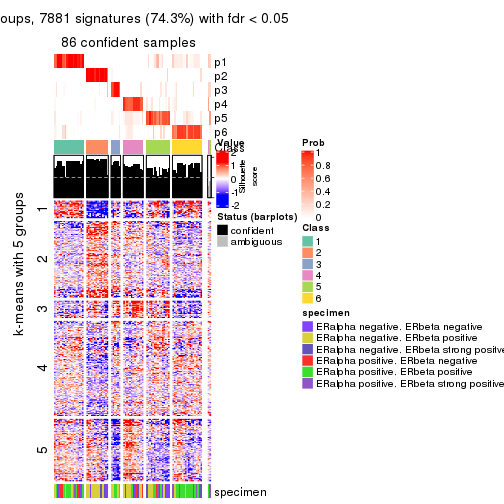 oups, 7881 signatures (74.3%) with fdr < 0.05
86 confident samples
p1
p2
p3
p4
p5
p6
Class
k-means with 5 groups
1
2
3
4
5
specimen
Value
2
1
0
-1
-2
Silhouette
score
Status (barplots)
confident
ambiguous
Prob
1
0.8
0.6
0.4
0.2
0
Class
1
2
3
4
5
6
specimen
ERalpha negative. ERbeta negative
ERalpha negative. ERbeta positive
ERalpha negative. ERbeta strong positive
ERalpha positive. ERbeta negative
ERalpha positive. ERbeta positive
ERalpha positive. ERbeta strong positive